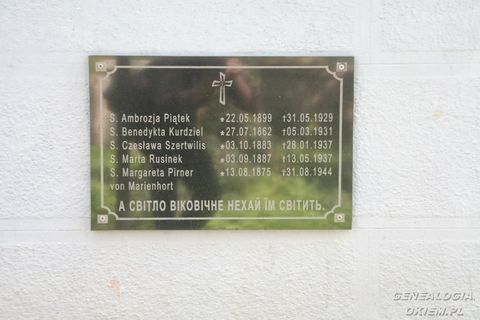 S. Ambrozja Piątek *22.05.1899 †31.05.1929
S. Benedykta Kurdziel *27.07.1862 †05.03.1931
S. Czesława Szertwilis *03.10.1883 †28.01.1937
S. Marta Rusinek *03.09.1887 †13.05.1937
S. Margareta Pirner *13.08.1875 †31.08.1944
von Marienhort
А СВІТЛО ВІКОВІЧНЕ НЕХАЙ ЇМ СВІТИТЬ.
GENEALOGIA
OKIEM.PL